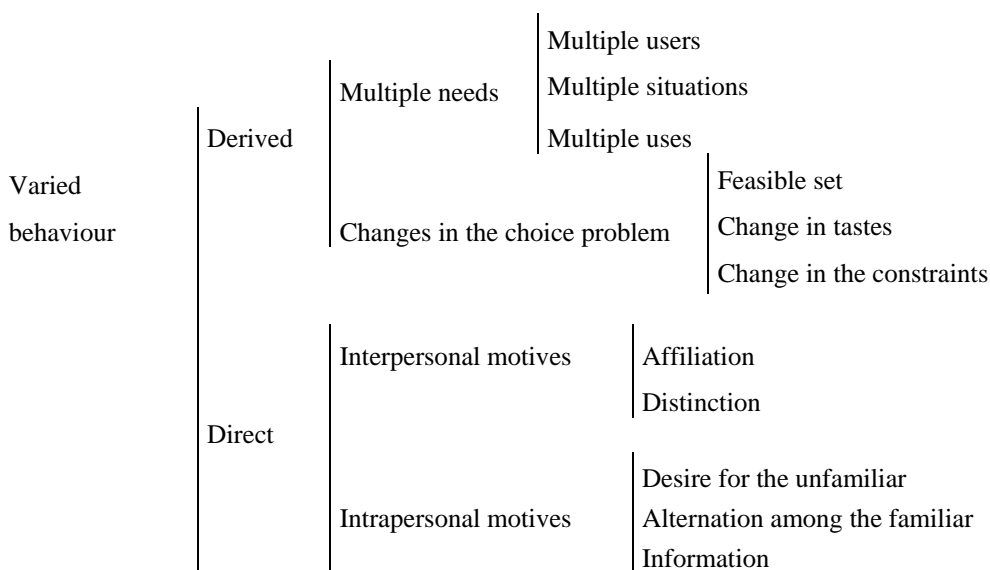 Varied
behaviour
Derived
Multiple needs
Multiple users
Multiple situations
Multiple uses
Changes in the choice problem
Feasible set
Change in tastes
Change in the constraints
Direct
Interpersonal motives
Affiliation
Distinction
Intrapersonal motives
Desire for the unfamiliar
Alternation among the familiar
Information